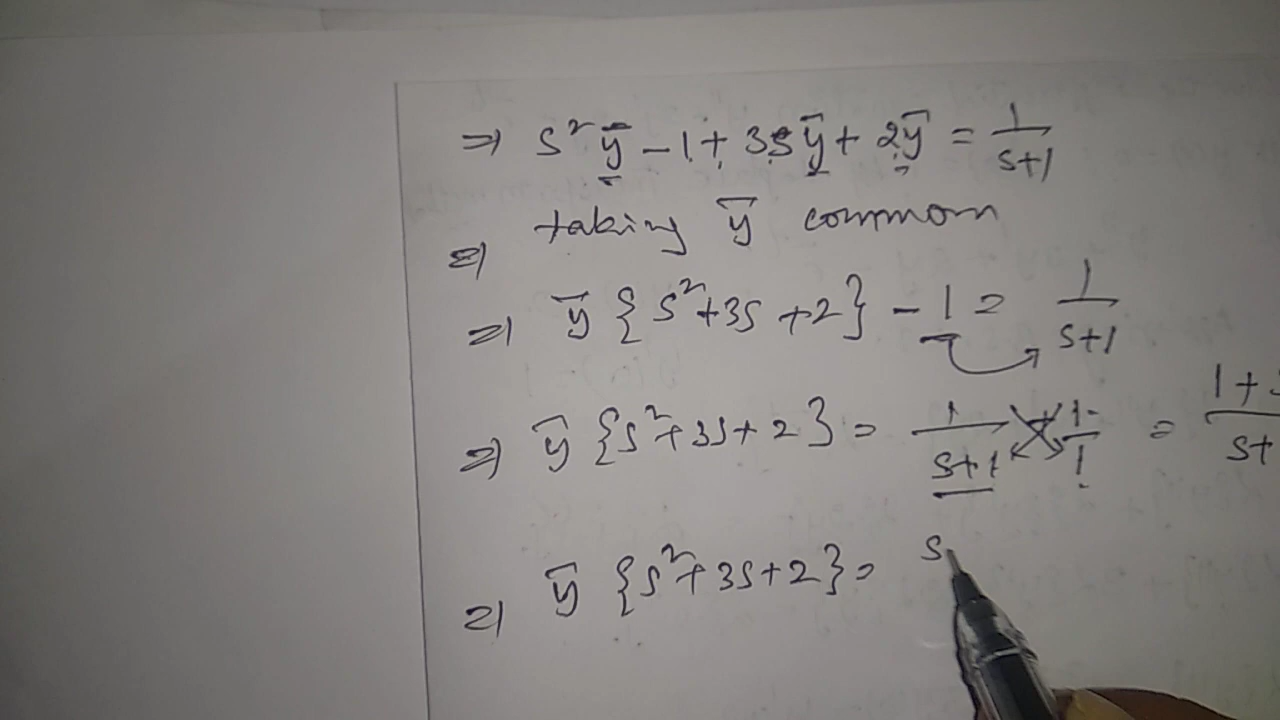 ⇒ s²ȳ - 1 + 3sȳ + 2ȳ = 1/(s+1)
taking ȳ common
⇒
⇒ ȳ {s²+3s+2} - 1 = 1/(s+1)
⇒ ȳ {s²+3s+2} = 1/(s+1) + 1/1 = 1+s/s+
⇒ ȳ {s²+3s+2} = s